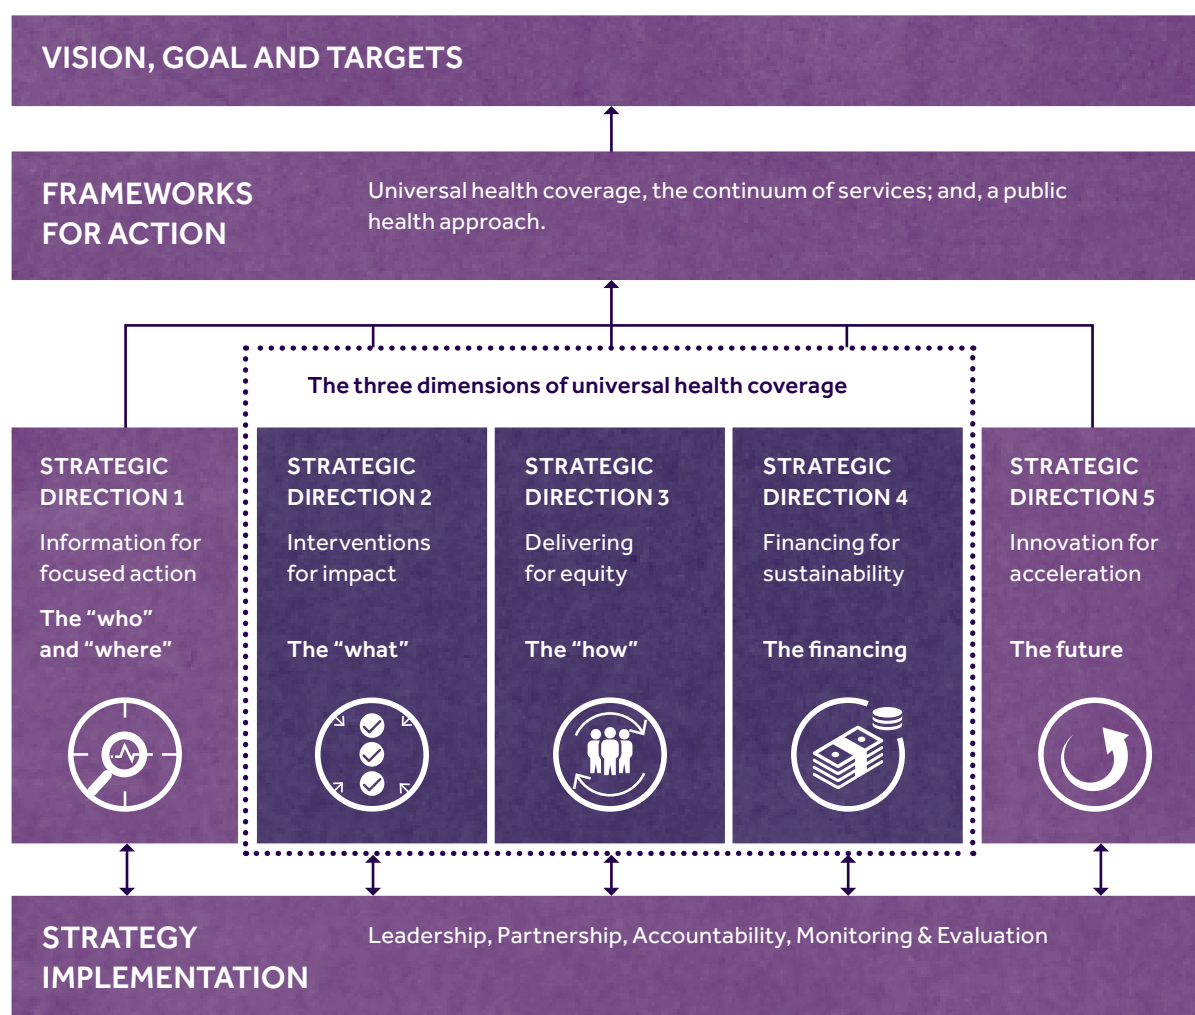 VISION, GOAL AND TARGETS
FRAMEWORKS
FOR ACTION
Universal health coverage, the continuum of services; and, a public
health approach.
The three dimensions of universal health coverage
STRATEGIC
DIRECTION 1
Information for
focused action
The “who”
and “where”
STRATEGIC
DIRECTION 2
Interventions
for impact
The “what”
STRATEGIC
DIRECTION 3
Delivering
for equity
The “how”
STRATEGIC
DIRECTION 4
Financing for
sustainability
The financing
STRATEGIC
DIRECTION 5
Innovation for
acceleration
The future
STRATEGY
IMPLEMENTATION
Leadership, Partnership, Accountability, Monitoring & Evaluation